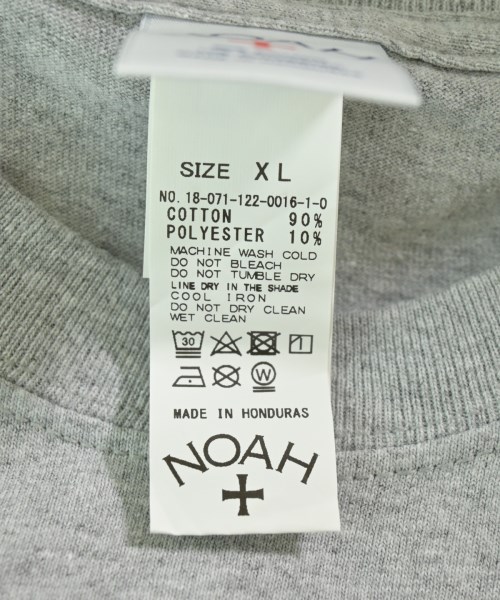 SIZE XL
NO. 18-071-122-0016-1-0
COTTON 90%
POLYESTER 10%
MACHINE WASH COLD
DO NOT BLEACH
DO NOT TUMBLE DRY
LINE DRY IN THE SHADE
COOL IRON
DO NOT DRY CLEAN
WET CLEAN
30
W
MADE IN HONDURAS
NOAH